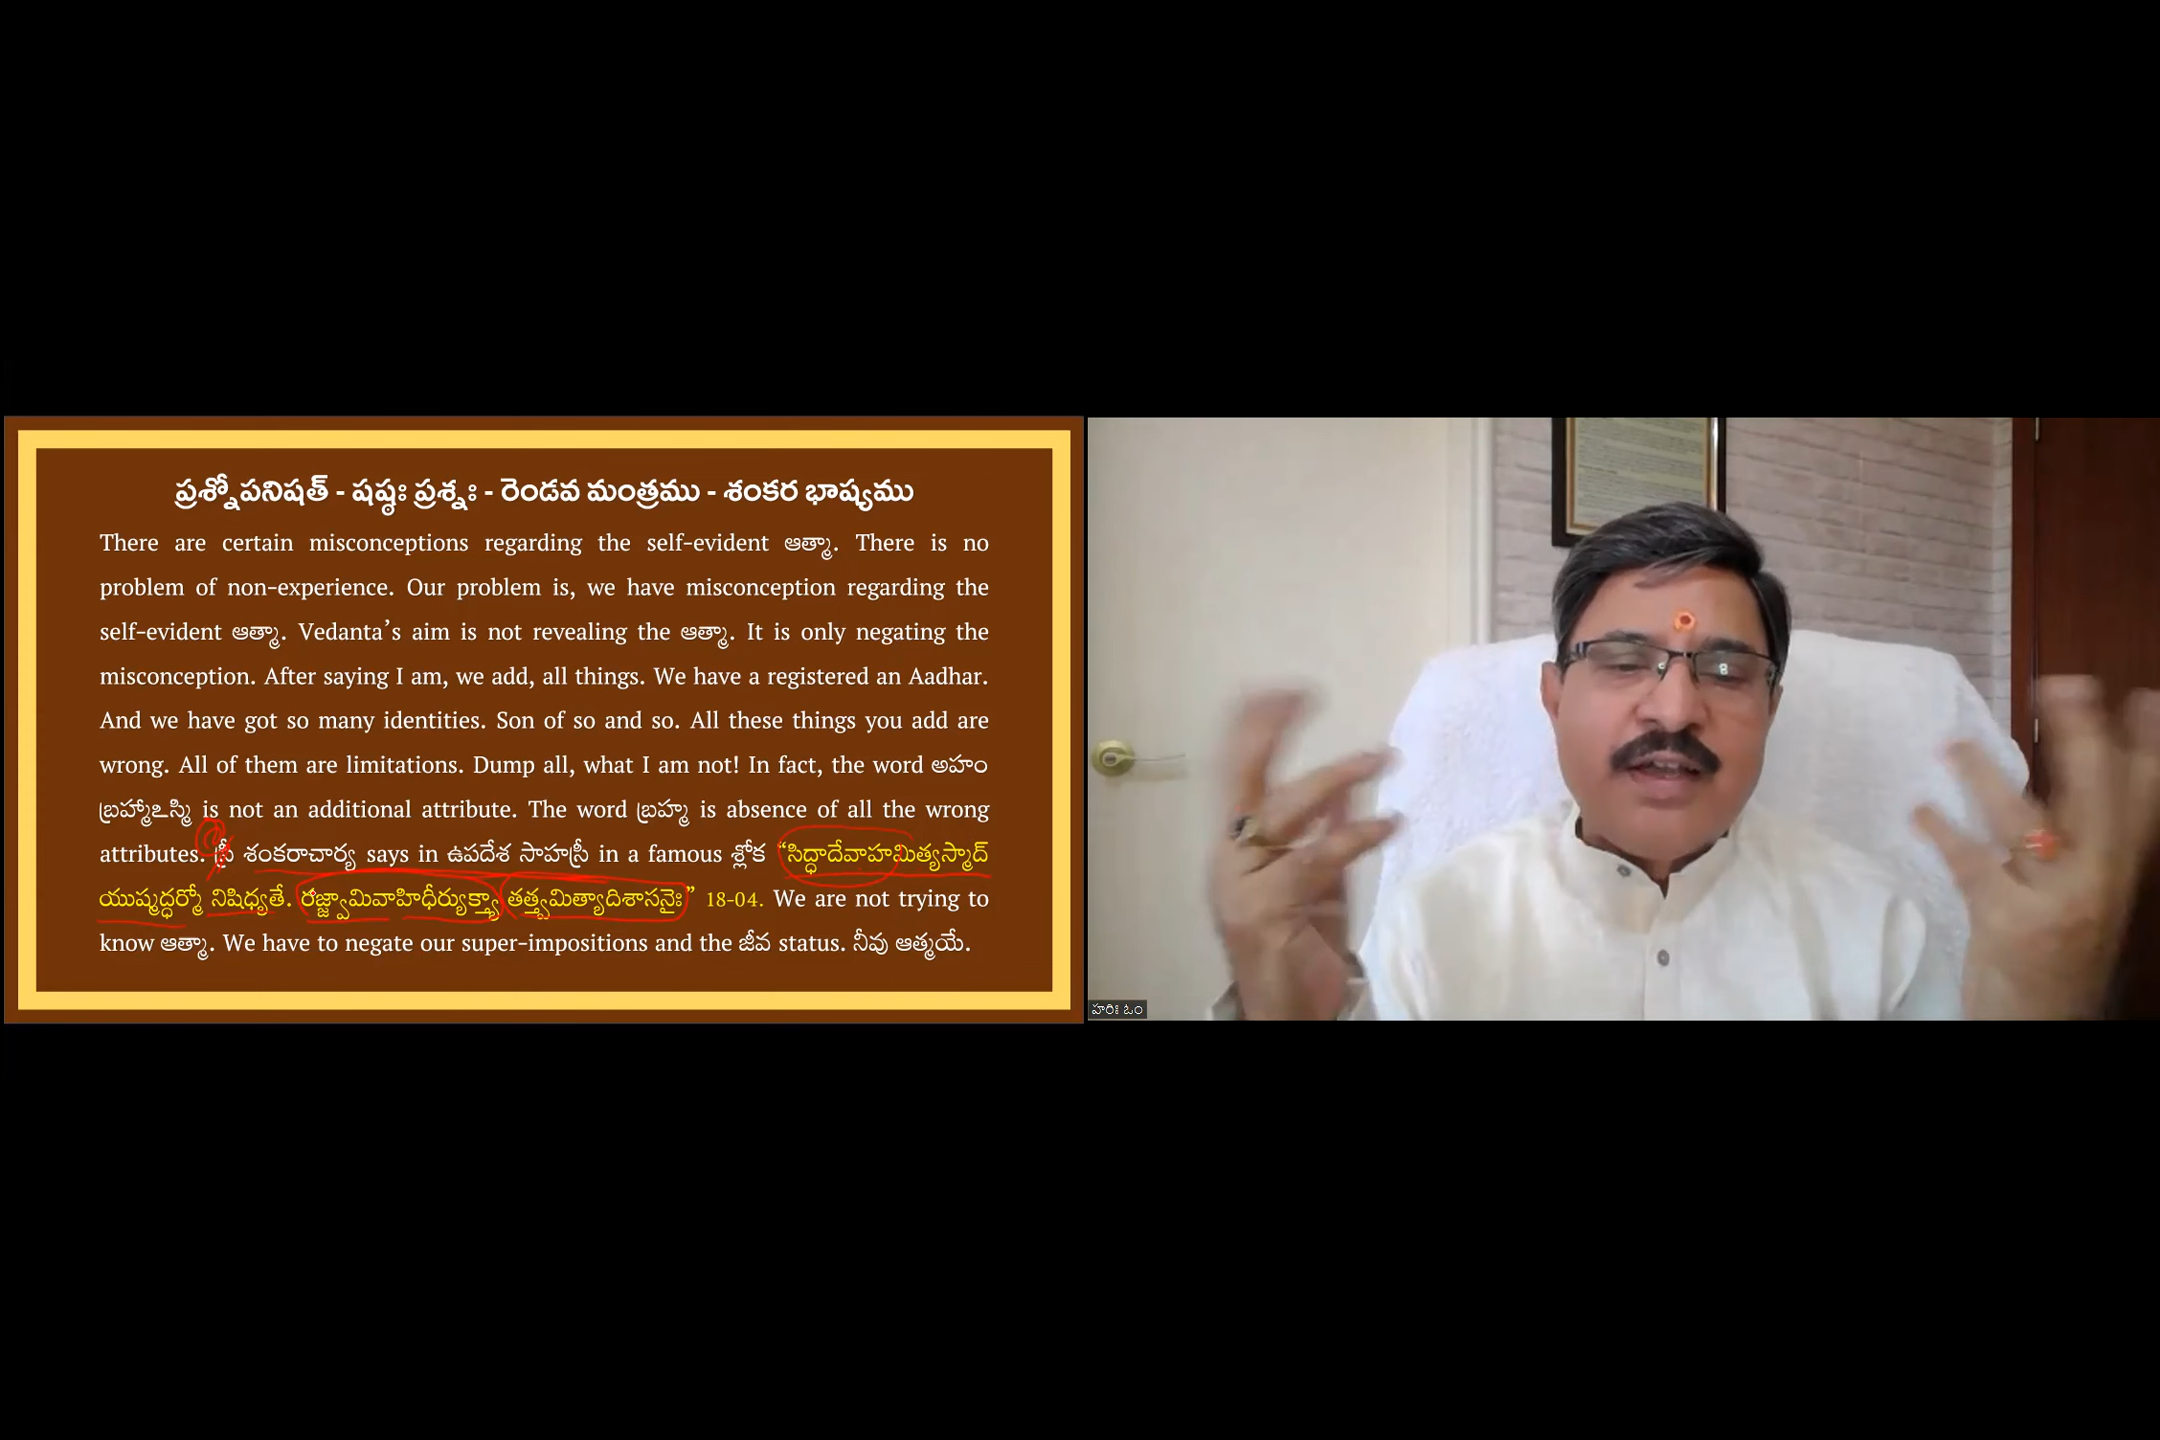 ప్రశ్నోపనిషత్ - షష్ఠః ప్రశ్నః - రెండవ మంత్రము - శంకర భాష్యము
There are certain misconceptions regarding the self-evident ఆత్మా. There is no
problem of non-experience. Our problem is, we have misconception regarding the
self-evident ఆత్మా. Vedanta’s aim is not revealing the ఆత్మా. It is only negating the
misconception. After saying I am, we add, all things. We have a registered an Aadhar.
And we have got so many identities. Son of so and so. All these things you add are
wrong. All of them are limitations. Dump all, what I am not! In fact, the word అహం
బ్రహ్మాఽస్మి is not an additional attribute. The word బ్రహ్మ is absence of all the wrong
attributes. శ్రీ శంకరాచార్య says in ఉపదేశ సాహస్రీ in a famous శ్లోక “సిద్ధాదేవాహమిత్యస్మాద్
యుష్మద్ధర్మో నిషిధ్యతే. రజ్జ్వామివాహిధీర్యుక్త్యా తత్త్వమిత్యాదిశాసనైః” 18-04. We are not trying to
know ఆత్మా. We have to negate our super-impositions and the జీవ status. నీవు ఆత్మయే.
హరిః ఓం